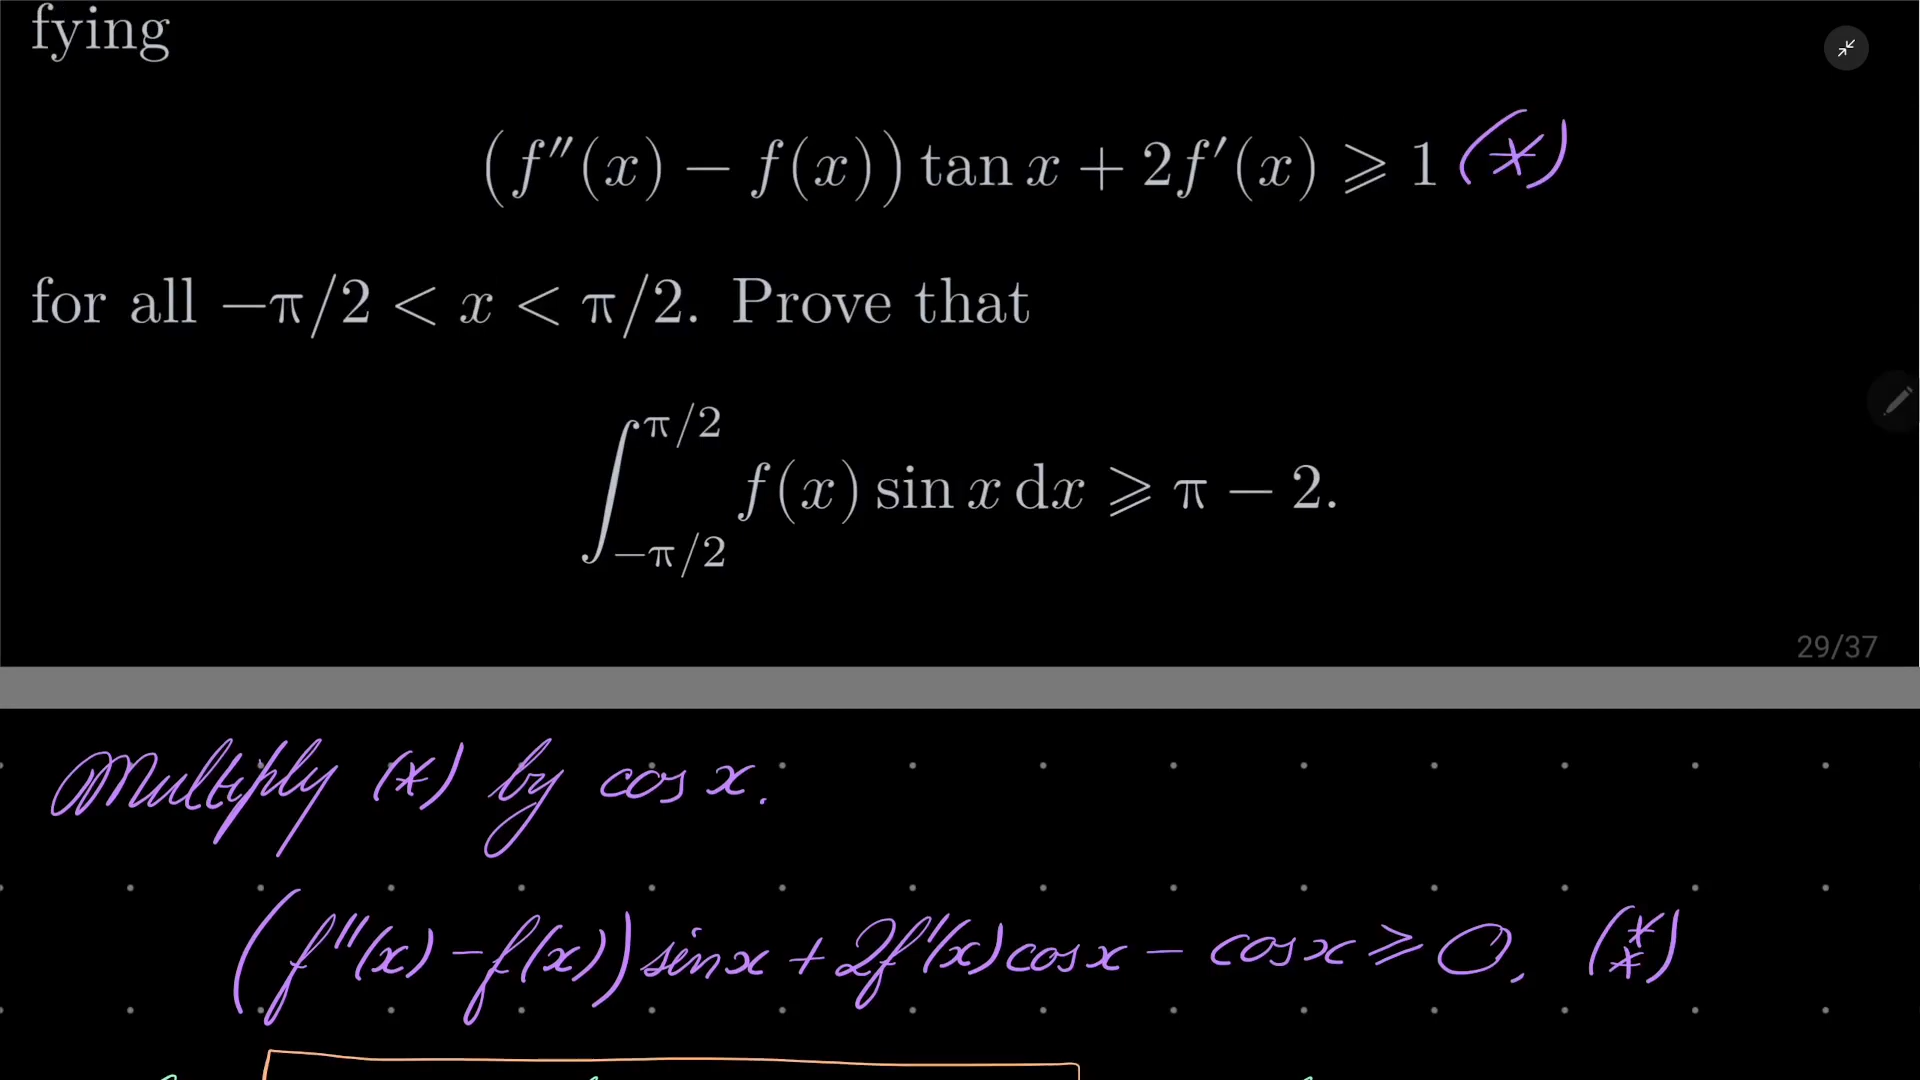 fying
(f″(x) − f(x)) tan x + 2f′(x) ⩾ 1 (*)
for all −π/2 < x < π/2. Prove that
∫_{−π/2}^{π/2} f(x) sin x dx ⩾ π − 2.
29/37
Multiply (*) by cos x.
(f″(x) − f(x)) sin x + 2f′(x) cos x − cos x ⩾ 0. (**)